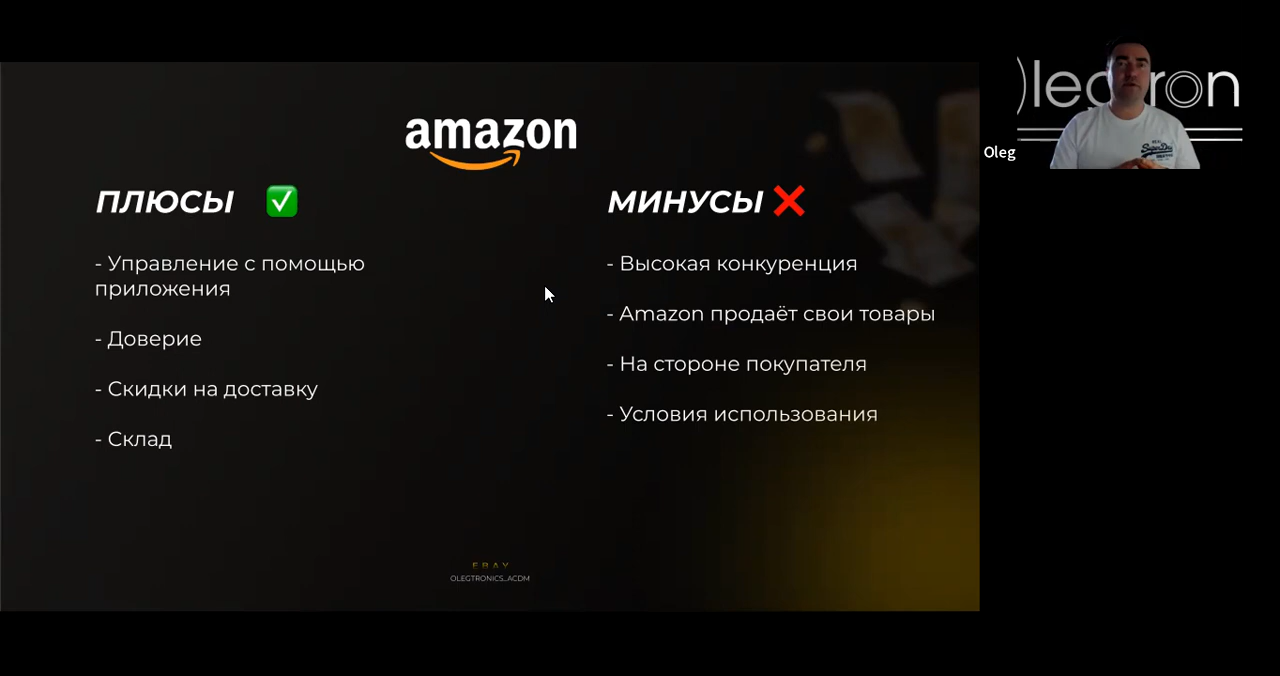 amazon
ПЛЮСЫ
- Управление с помощью
приложения
- Доверие
- Скидки на доставку
- Склад
МИНУСЫ
- Высокая конкуренция
- Amazon продаёт свои товары
- На стороне покупателя
- Условия использования
EBAY
OLEGTRONICS_ACDM
Oleg